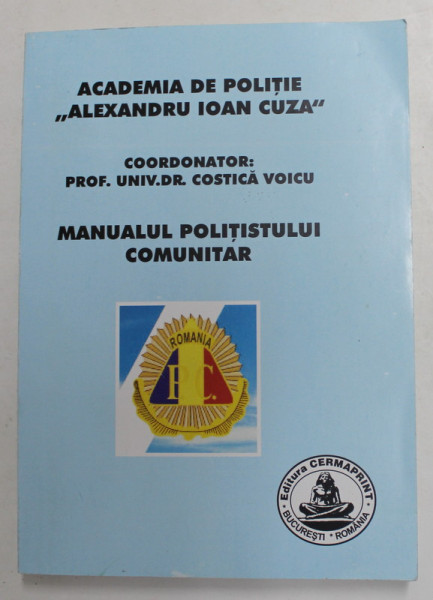 ACADEMIA DE POLIȚIE
„ALEXANDRU IOAN CUZA“
COORDONATOR:
PROF. UNIV.DR. COSTICĂ VOICU
MANUALUL POLIȚISTULUI
COMUNITAR
ROMANIA
P.C.
Editura CERMAPRINT
• BUCUREȘTI • ROMÂNIA •